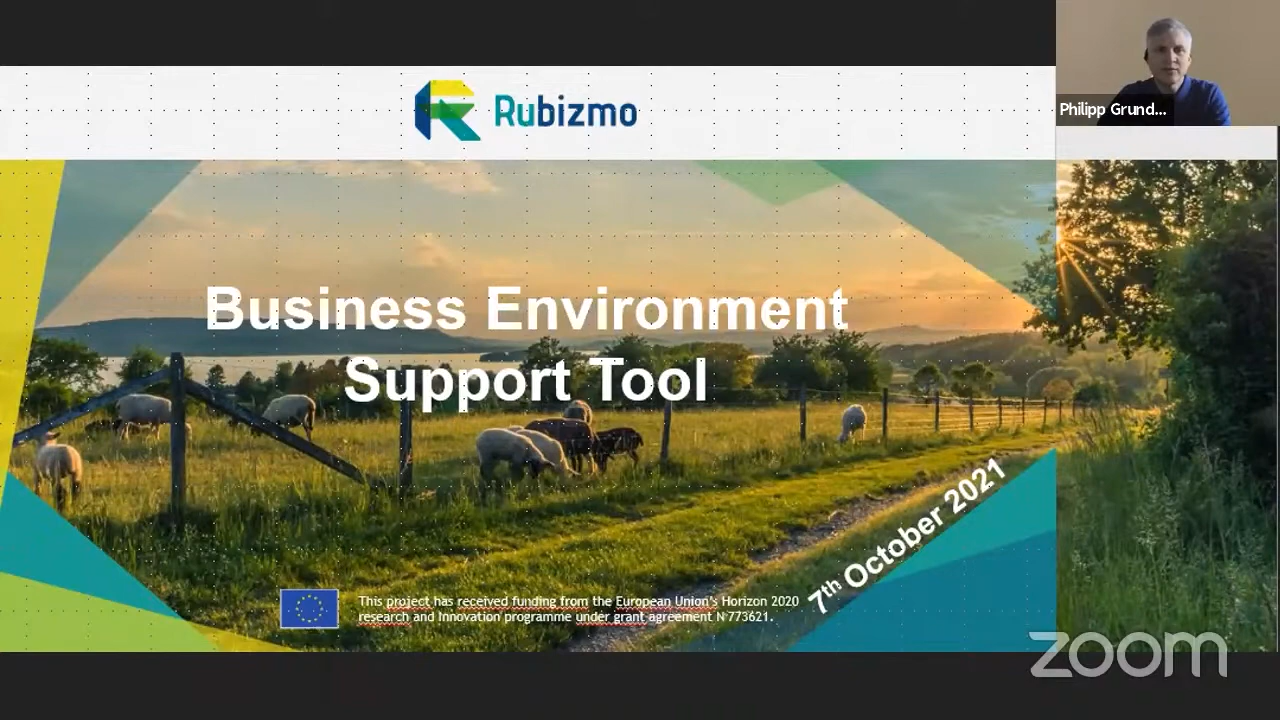 Rubizmo
Philipp Grund...
Business Environment
Support Tool
7th October 2021
This project has received funding from the European Union's Horizon 2020
research and Innovation programme under grant agreement N°773621.
zoom